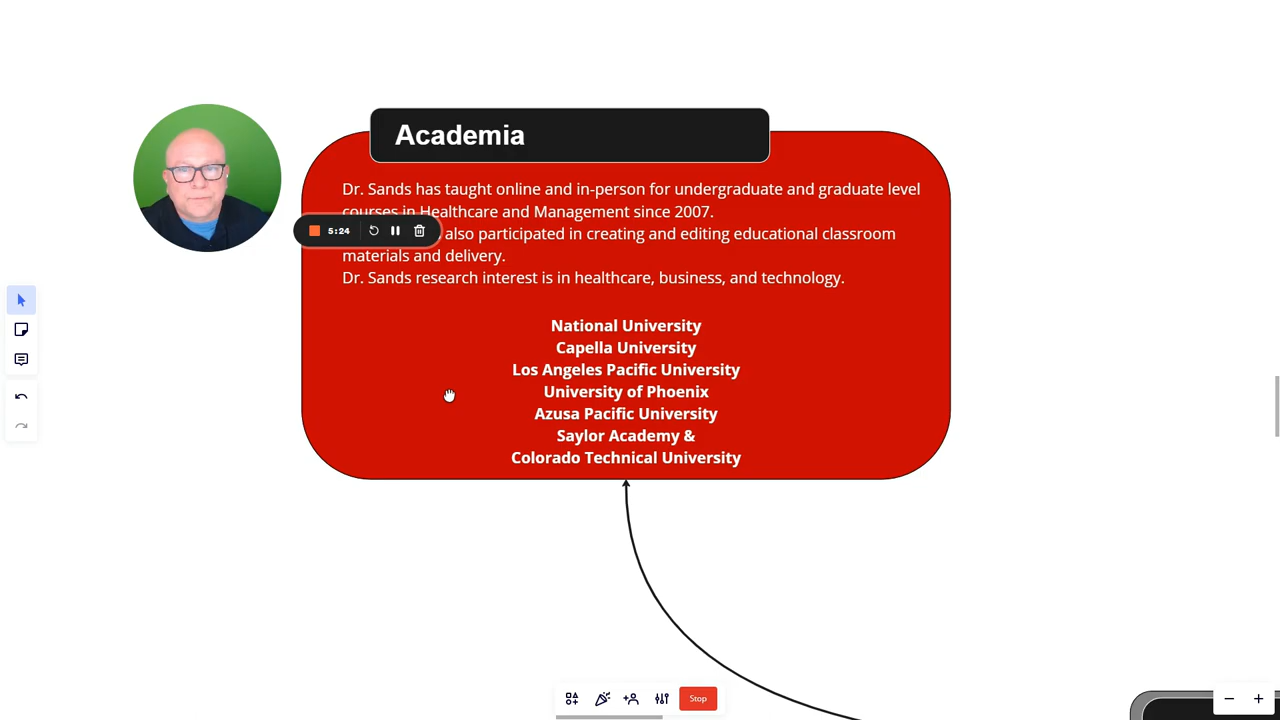 Academia
Dr. Sands has taught online and in-person for undergraduate and graduate level
courses in Healthcare and Management since 2007.
5:24
also participated in creating and editing educational classroom
materials and delivery.
Dr. Sands research interest is in healthcare, business, and technology.
National University
Capella University
Los Angeles Pacific University
University of Phoenix
Azusa Pacific University
Saylor Academy &
Colorado Technical University
Stop